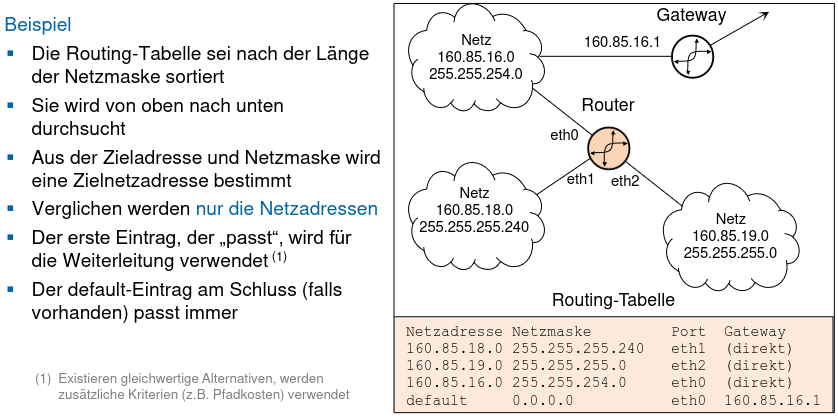 Beispiel
Die Routing-Tabelle sei nach der Länge
der Netzmaske sortiert
Sie wird von oben nach unten
durchsucht
Aus der Zieladresse und Netzmaske wird
eine Zielnetzadresse bestimmt
Verglichen werden nur die Netzadressen
Der erste Eintrag, der „passt“, wird für
die Weiterleitung verwendet (1)
Der default-Eintrag am Schluss (falls
vorhanden) passt immer
(1) Existieren gleichwertige Alternativen, werden
zusätzliche Kriterien (z.B. Pfadkosten) verwendet
Gateway
Netz
160.85.16.0
255.255.254.0
160.85.16.1
Router
eth0
eth1
eth2
Netz
160.85.18.0
255.255.255.240
Netz
160.85.19.0
255.255.255.0
Routing-Tabelle
Netzadresse Netzmaske Port Gateway
160.85.18.0 255.255.255.240 eth1 (direkt)
160.85.19.0 255.255.255.0 eth2 (direkt)
160.85.16.0 255.255.254.0 eth0 (direkt)
default 0.0.0.0 eth0 160.85.16.1